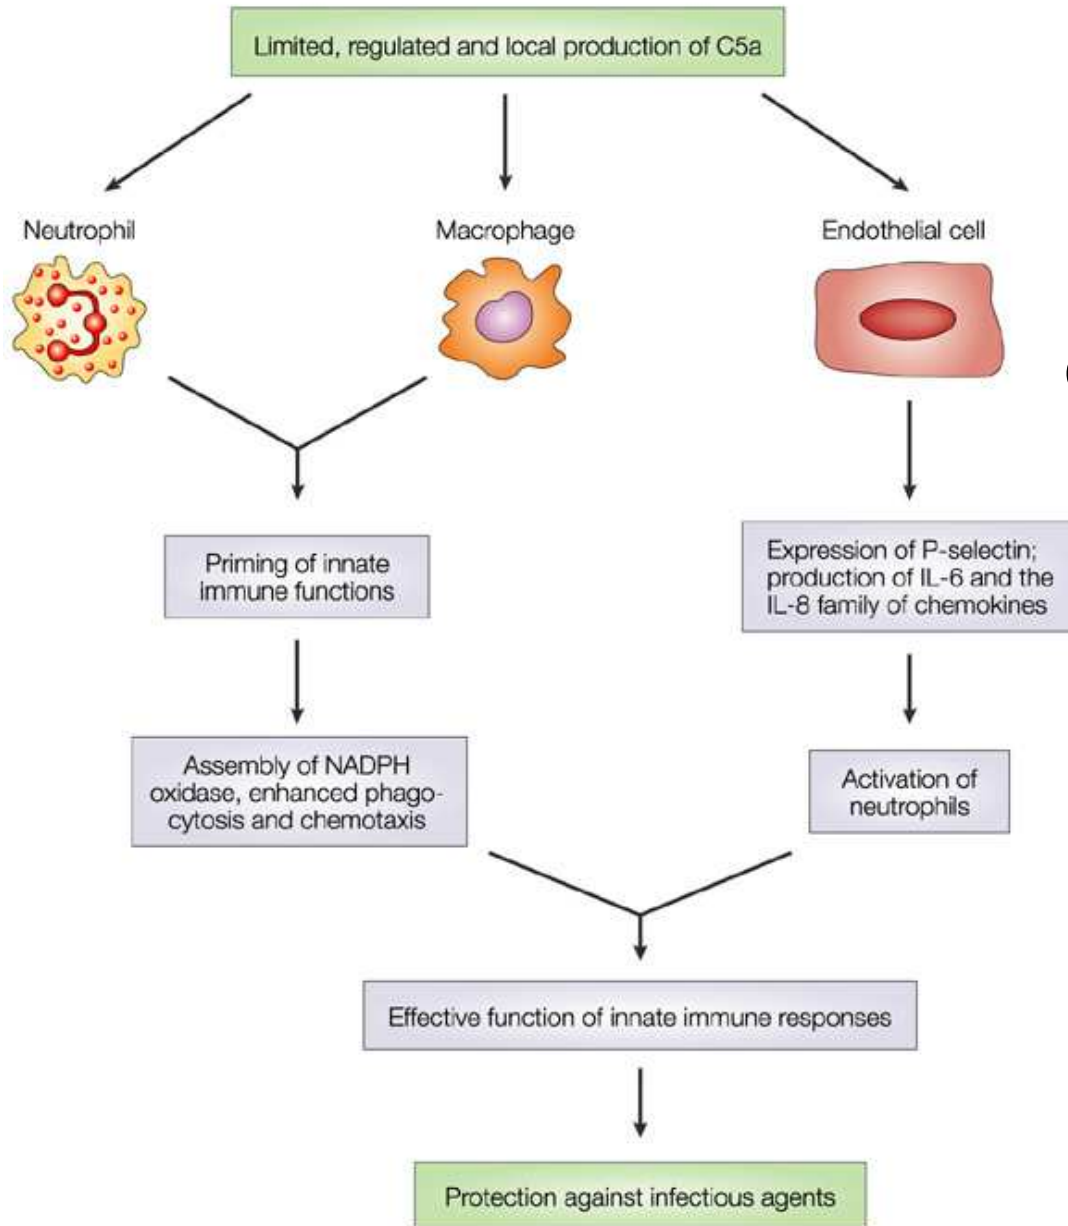 Limited, regulated and local production of C5a
Neutrophil
Macrophage
Endothelial cell
Priming of innate
immune functions
Expression of P-selectin;
production of IL-6 and the
IL-8 family of chemokines
Assembly of NADPH
oxidase, enhanced phago-
cytosis and chemotaxis
Activation of
neutrophils
Effective function of innate immune responses
Protection against infectious agents